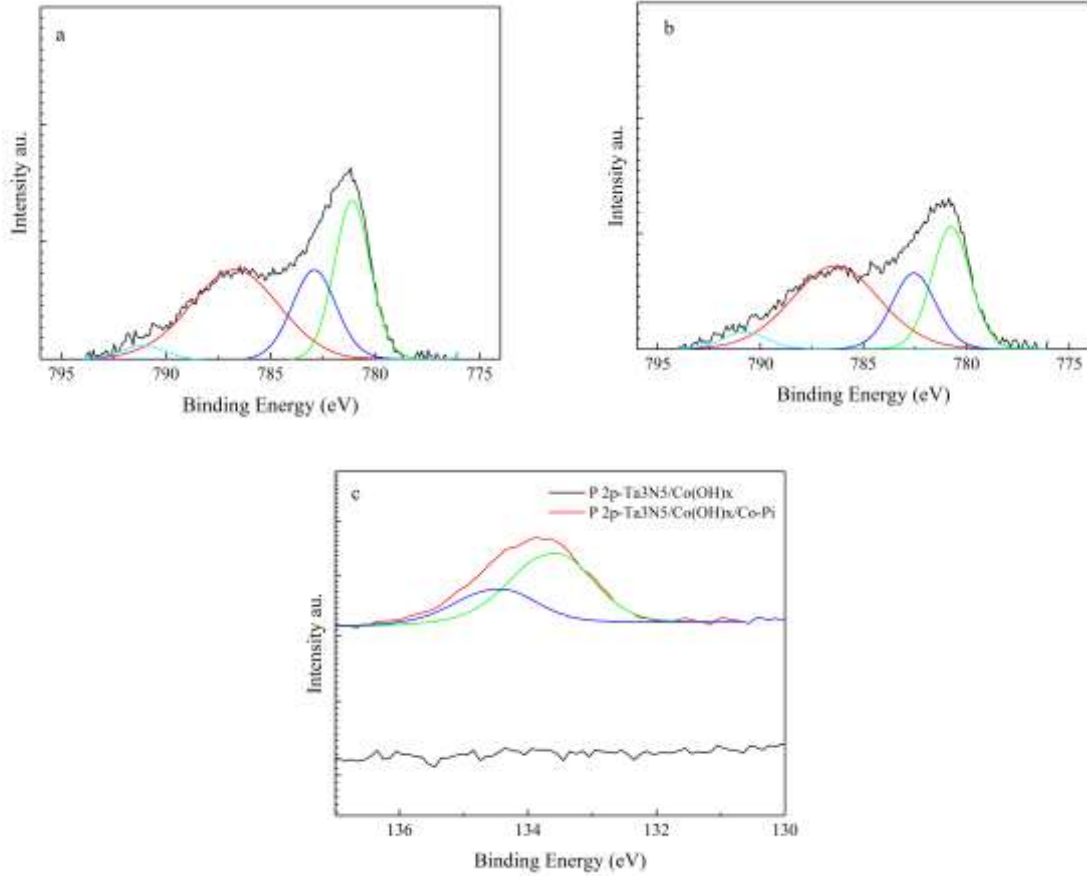 a
Intensity au.
795 790 785 780 775
Binding Energy (eV)
b
Intensity au.
795 790 785 780 775
Binding Energy (eV)
c
P 2p-Ta3N5/Co(OH)x
P 2p-Ta3N5/Co(OH)x/Co-Pi
Intensity au.
136 134 132 130
Binding Energy (eV)